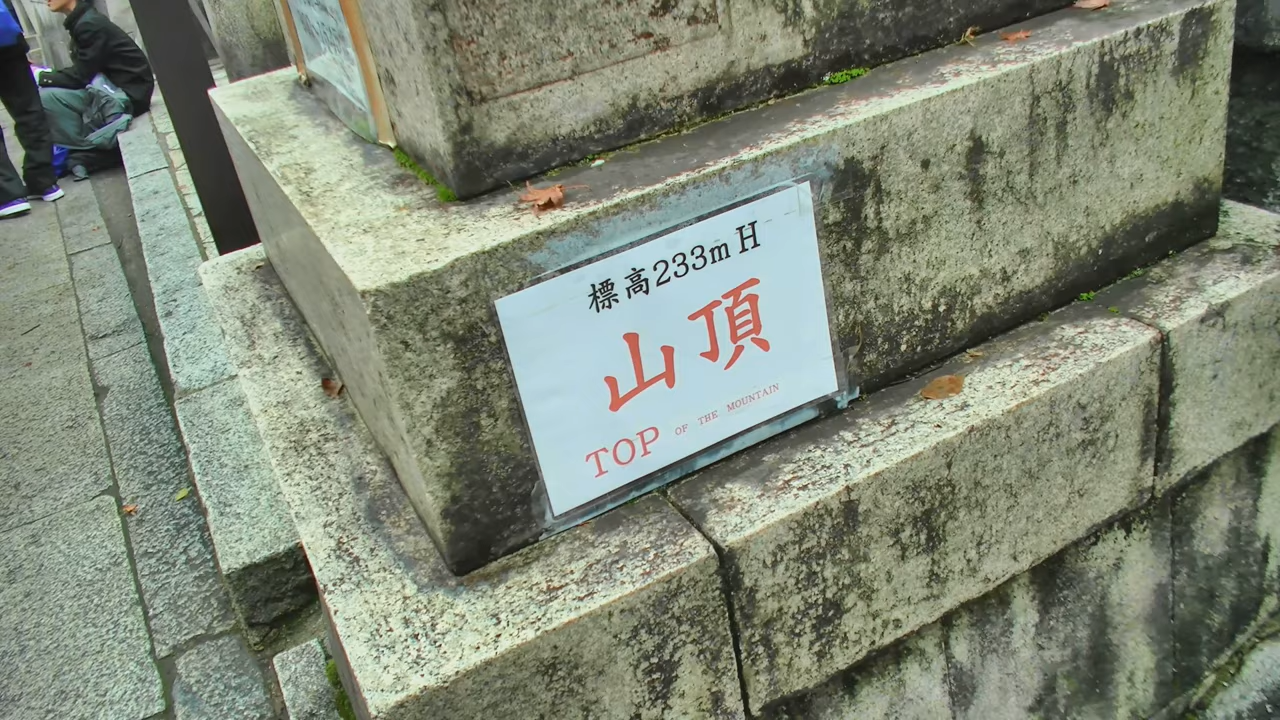 標高233m H
山頂
TOP OF THE MOUNTAIN